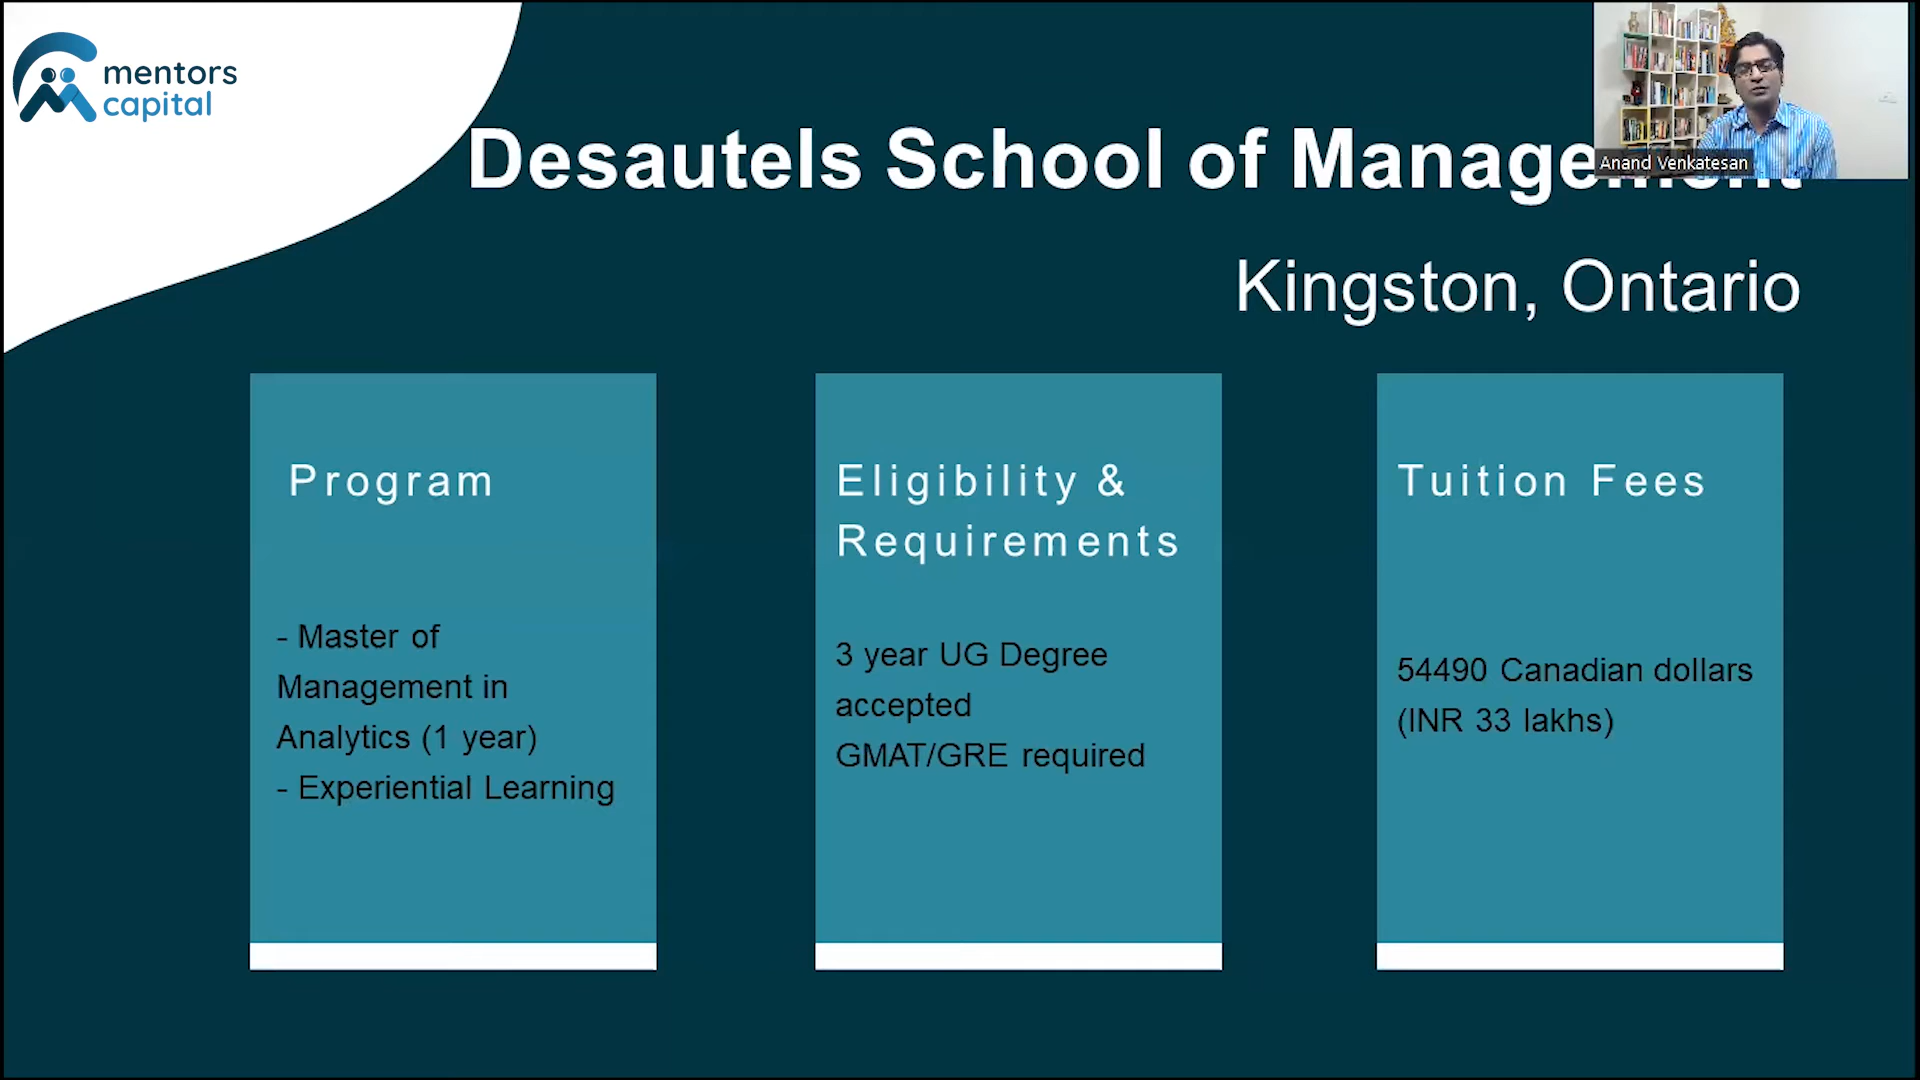 mentors
capital
Anand Venkatesan
Desautels School of Management
Kingston, Ontario
Program
- Master of
Management in
Analytics (1 year)
- Experiential Learning
Eligibility &
Requirements
3 year UG Degree
accepted
GMAT/GRE required
Tuition Fees
54490 Canadian dollars
(INR 33 lakhs)